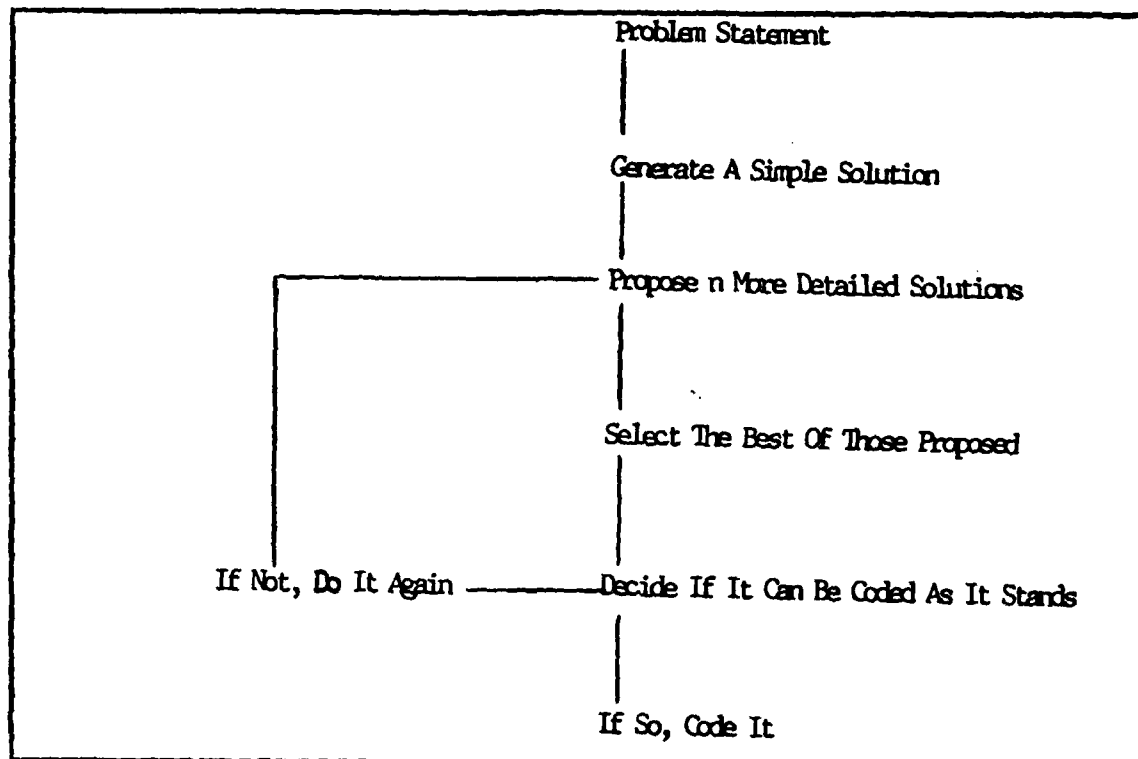 Problem Statement
Generate A Simple Solution
Propose n More Detailed Solutions
Select The Best Of Those Proposed
If Not, Do It Again
Decide If It Can Be Coded As It Stands
If So, Code It